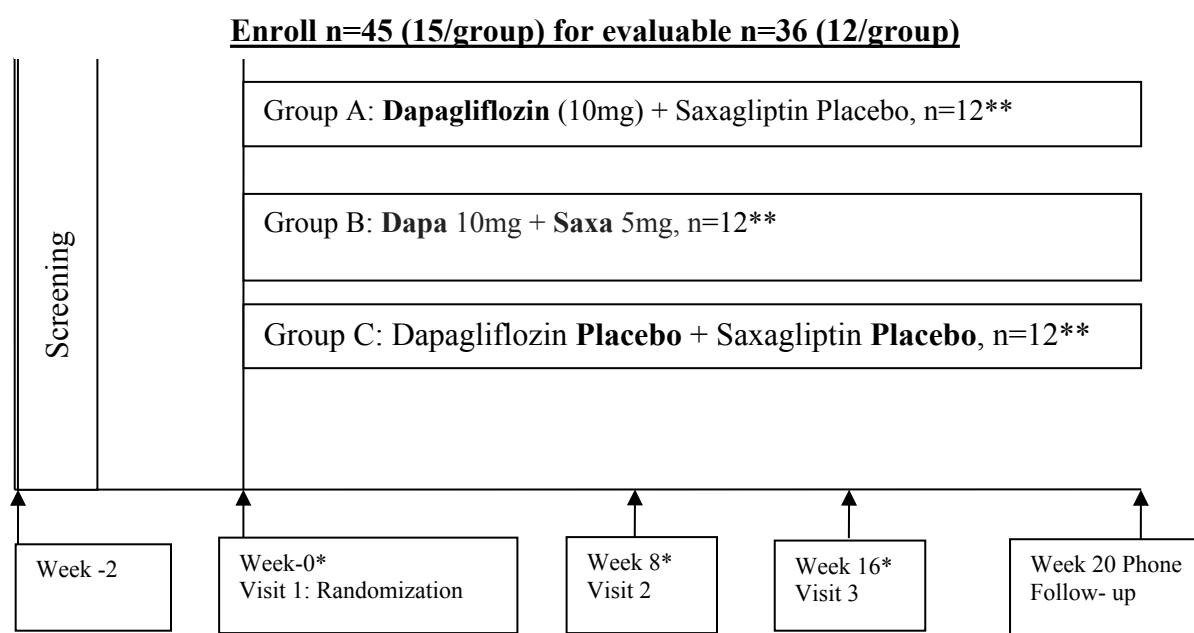 Enroll n=45 (15/group) for evaluable n=36 (12/group)
Screening
Group A: Dapagliflozin (10mg) + Saxagliptin Placebo, n=12**
Group B: Dapa 10mg + Saxa 5mg, n=12**
Group C: Dapagliflozin Placebo + Saxagliptin Placebo, n=12**
Week -2
Week-0*
Visit 1: Randomization
Week 8*
Visit 2
Week 16*
Visit 3
Week 20 Phone
Follow- up